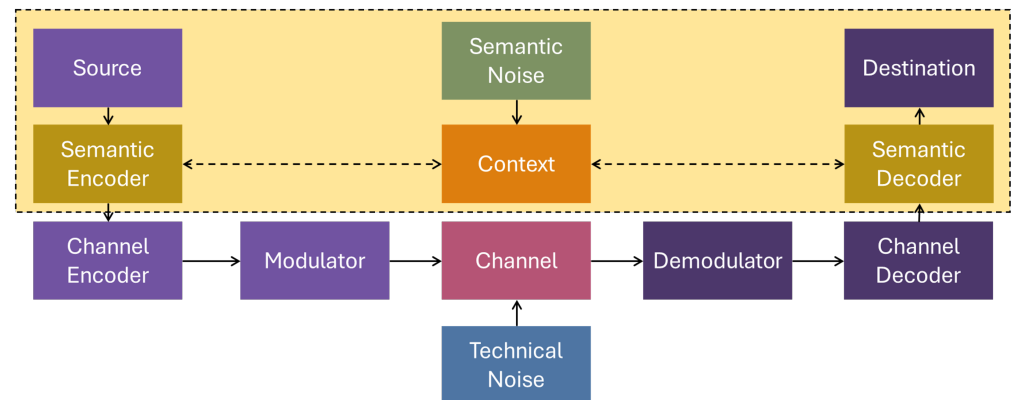 Source
Semantic
Noise
Destination
Semantic
Encoder
Context
Semantic
Decoder
Channel
Encoder
Modulator
Channel
Demodulator
Channel
Decoder
Technical
Noise